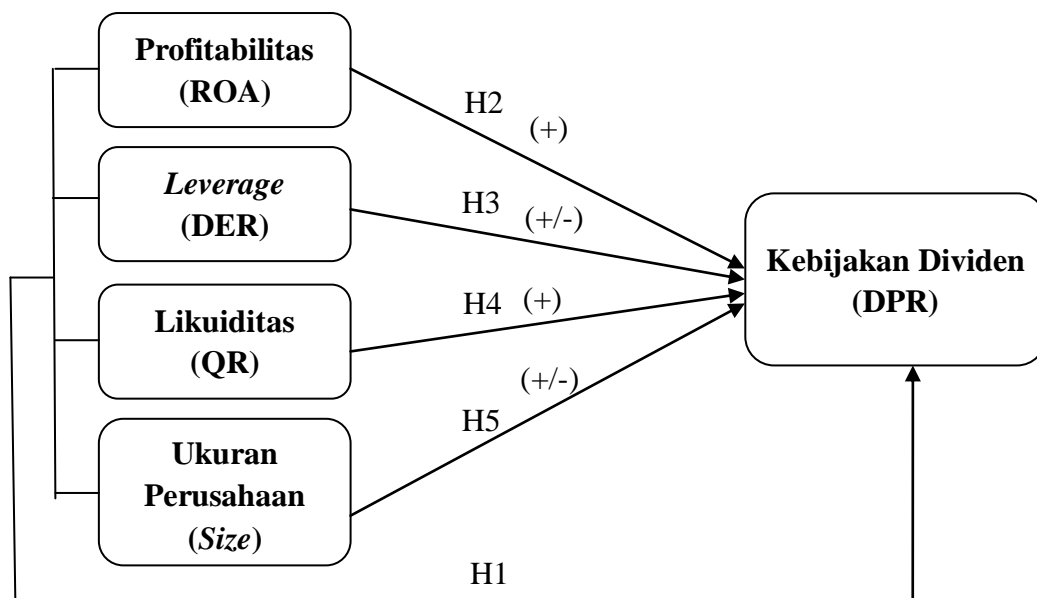 Profitabilitas
(ROA)
H2
(+)
Leverage
(DER)
H3
(+/-)
Kebijakan Dividen
(DPR)
Likuiditas
(QR)
H4
(+)
(+/-)
H5
Ukuran
Perusahaan
(Size)
H1